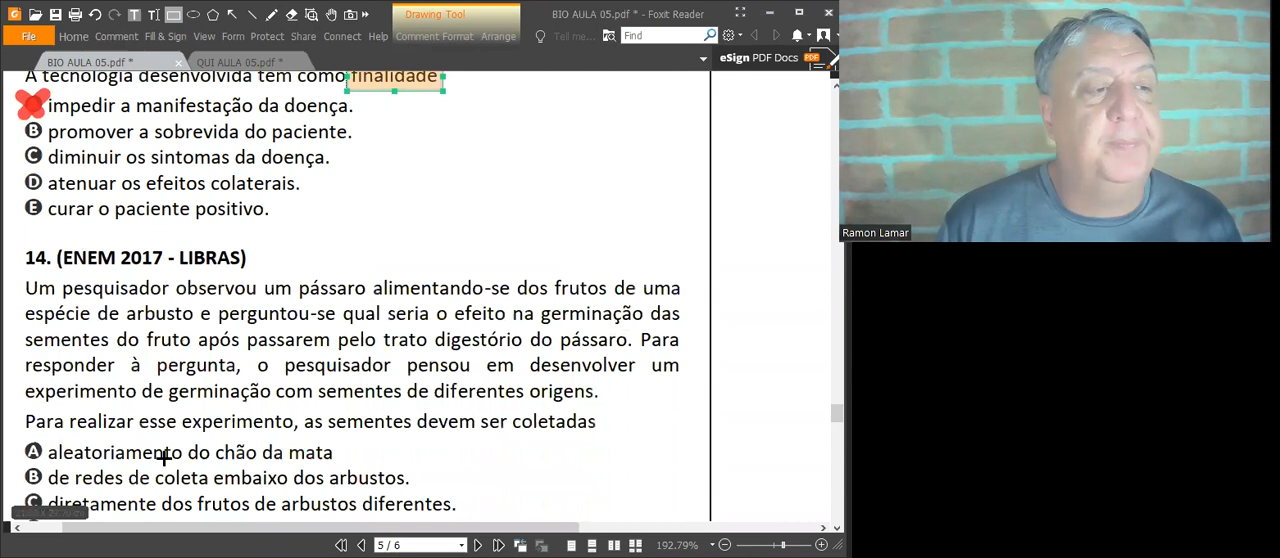 Drawing Tool
BIO AULA 05.pdf * - Foxit Reader
File Home Comment Fill & Sign View Form Protect Share Connect Help Comment Format Arrange Tell me... Find
BIO AULA 05.pdf * QUI AULA 05.pdf * eSign PDF Docs PDF
A tecnologia desenvolvida tem como finalidade
impedir a manifestação da doença.
B promover a sobrevida do paciente.
C diminuir os sintomas da doença.
D atenuar os efeitos colaterais.
E curar o paciente positivo.
14. (ENEM 2017 - LIBRAS)
Um pesquisador observou um pássaro alimentando-se dos frutos de uma
espécie de arbusto e perguntou-se qual seria o efeito na germinação das
sementes do fruto após passarem pelo trato digestório do pássaro. Para
responder à pergunta, o pesquisador pensou em desenvolver um
experimento de germinação com sementes de diferentes origens.
Para realizar esse experimento, as sementes devem ser coletadas
A aleatoriamento do chão da mata
B de redes de coleta embaixo dos arbustos.
C diretamente dos frutos de arbustos diferentes.
5 / 6 192.79%
Ramon Lamar